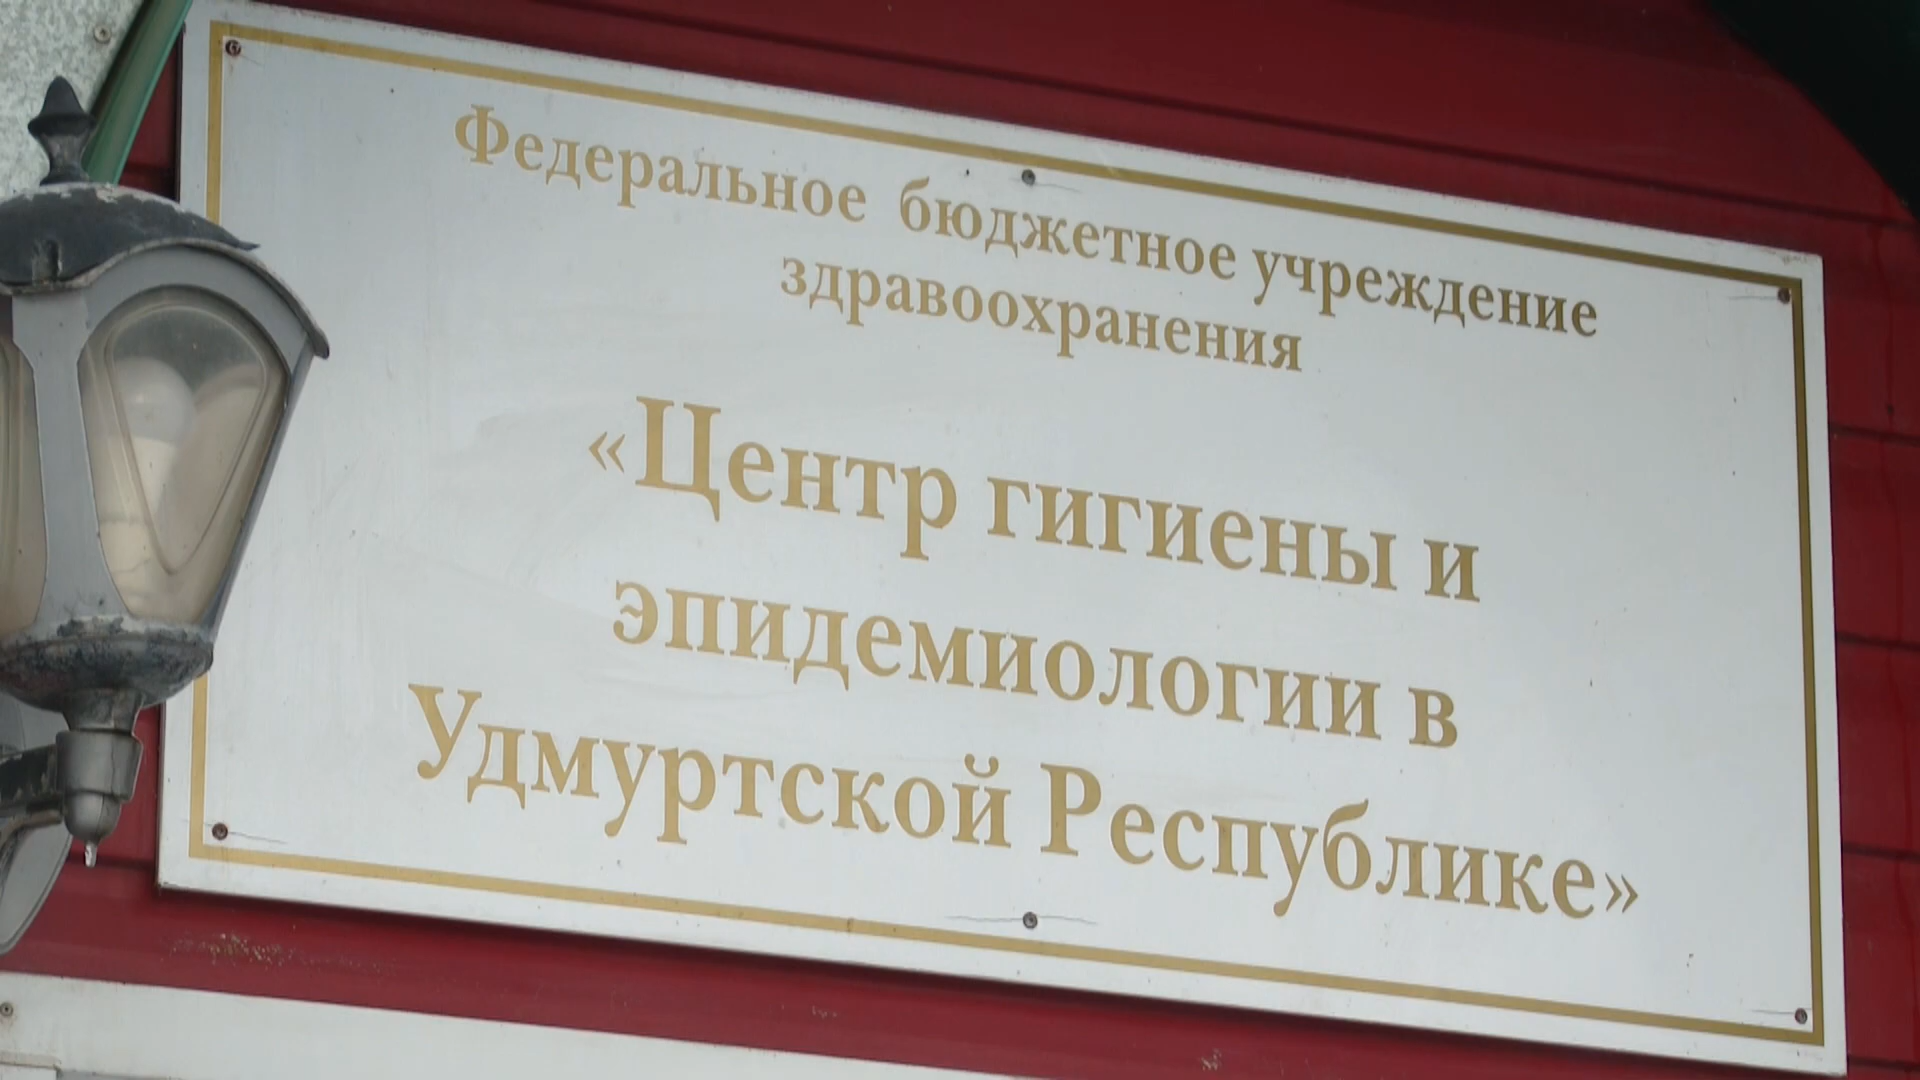 Федеральное бюджетное учреждение
здравоохранения
«Центр гигиены и
эпидемиологии в
Удмуртской Республике»